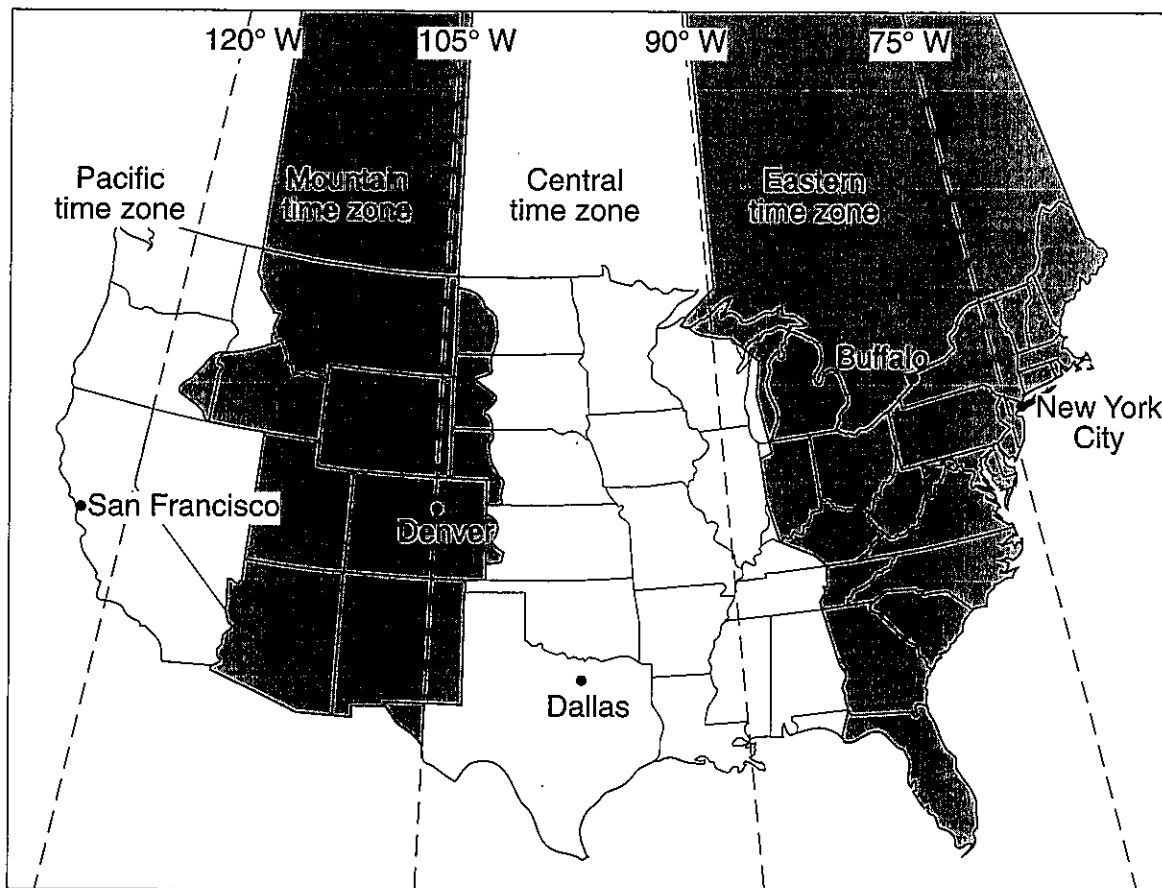 120° W
105° W
90° W
75° W
Pacific
time zone
Mountain
time zone
Central
time zone
Eastern
time zone
Buffalo
New York
City
San Francisco
Denver
Dallas